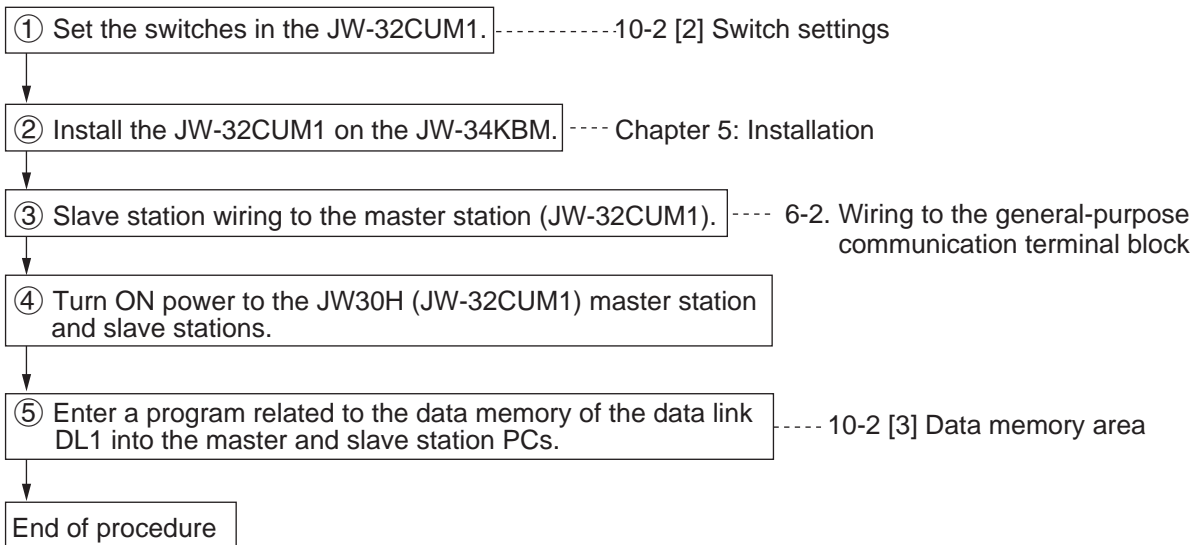 ① Set the switches in the JW-32CUM1. 10-2 [2] Switch settings
② Install the JW-32CUM1 on the JW-34KBM. Chapter 5: Installation
③ Slave station wiring to the master station (JW-32CUM1). 6-2. Wiring to the general-purpose
communication terminal block
④ Turn ON power to the JW30H (JW-32CUM1) master station
and slave stations.
⑤ Enter a program related to the data memory of the data link
DL1 into the master and slave station PCs. 10-2 [3] Data memory area
End of procedure